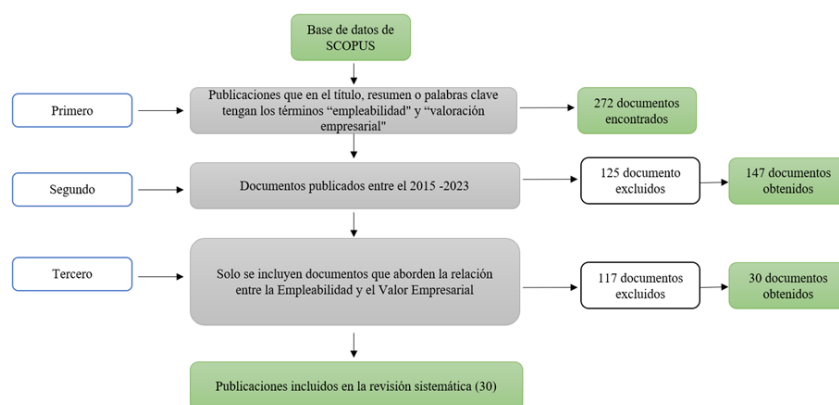 Base de datos de
SCOPUS
Primero
Publicaciones que en el título, resumen o palabras clave
tengan los términos “empleabilidad" y “valoración
empresarial"
272 documentos
encontrados
Segundo
Documentos publicados entre el 2015 -2023
125 documento
excluidos
147 documentos
obtenidos
Tercero
Solo se incluyen documentos que aborden la relación
entre la Empleabilidad y el Valor Empresarial
117 documentos
excluidos
30 documentos
obtenidos
Publicaciones incluidos en la revisión sistemática (30)